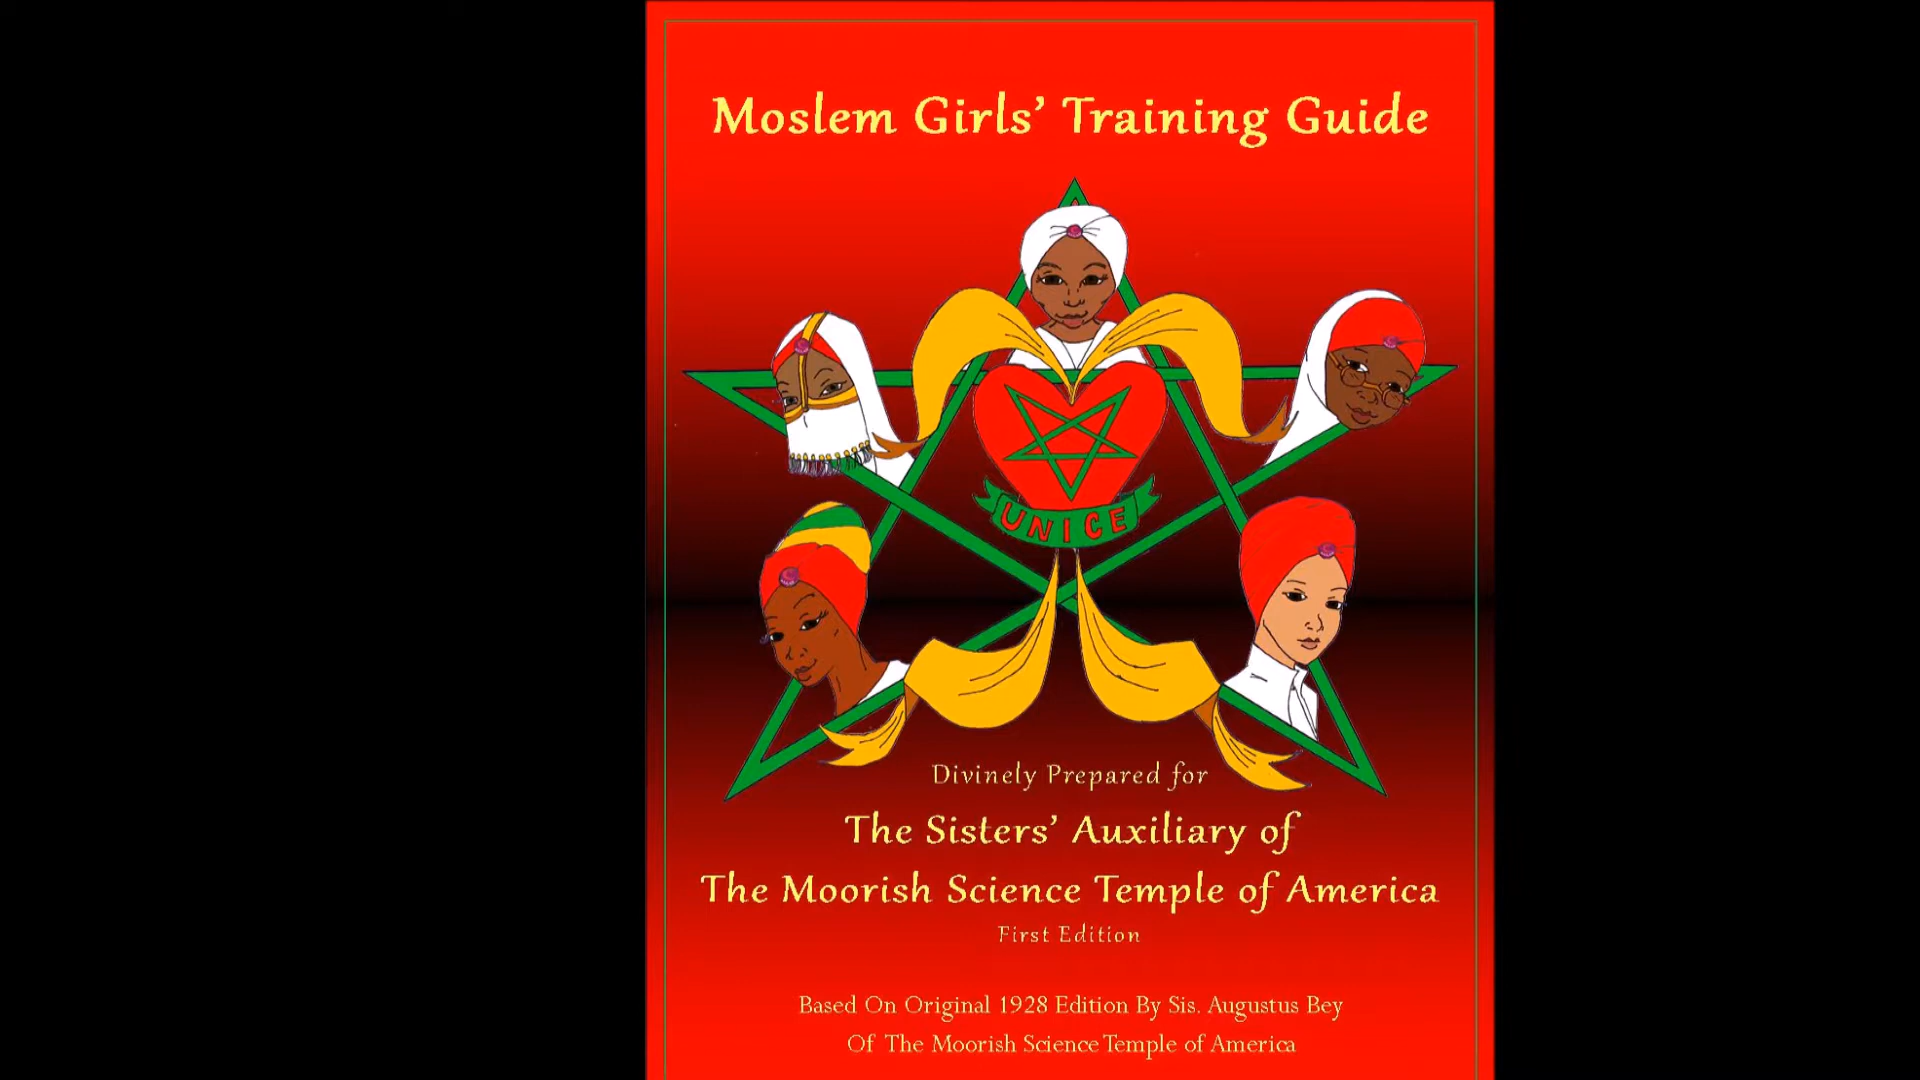 Moslem Girls’ Training Guide
UNICE
Divinely Prepared for
The Sisters’ Auxiliary of
The Moorish Science Temple of America
First Edition
Based On Original 1928 Edition By Sis. Augustus Bey
Of The Moorish Science Temple of America